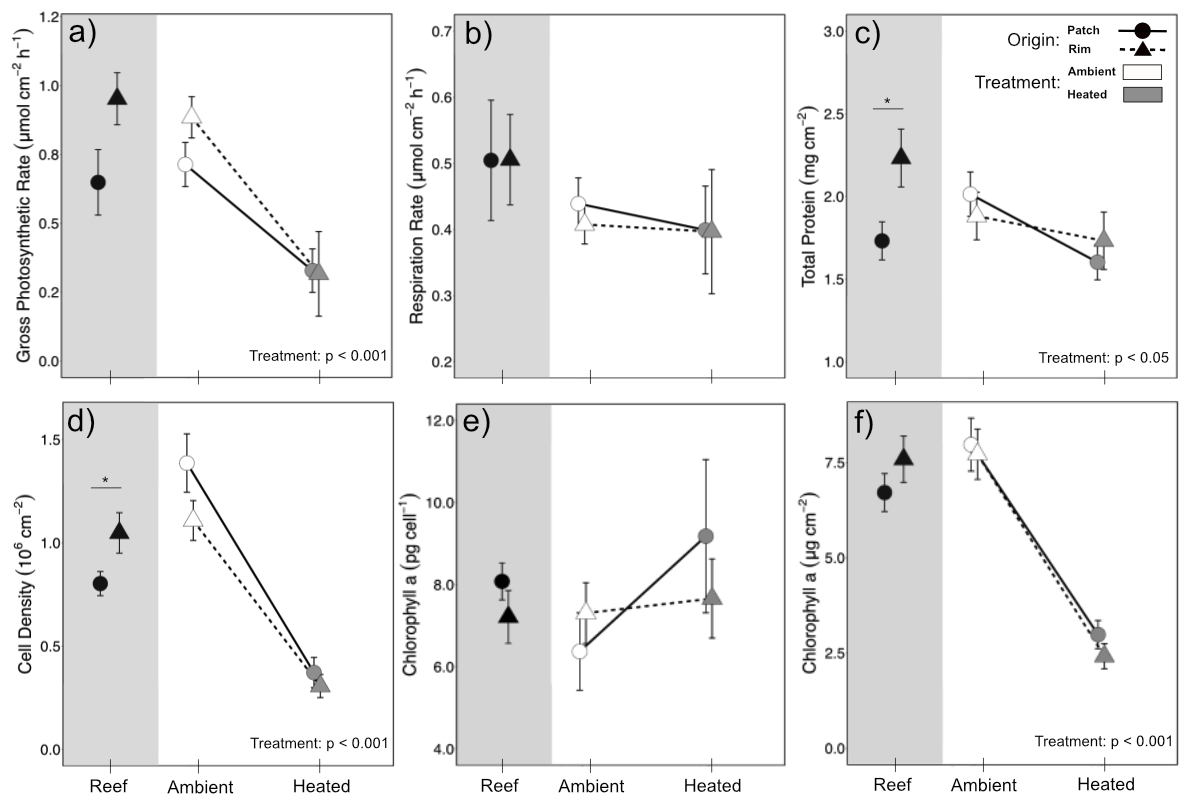 a)
Gross Photosynthetic Rate (μmol cm⁻² h⁻¹)
1.2
1.0
0.8
0.5
0.2
0.0
Treatment: p < 0.001
b)
Respiration Rate (μmol cm⁻² h⁻¹)
0.7
0.6
0.5
0.4
0.3
0.2
c)
Total Protein (mg cm⁻²)
3.0
2.5
2.0
1.5
1.0
Origin:
Patch
Rim
Treatment:
Ambient
Heated
*
Treatment: p < 0.05
d)
Cell Density (10⁶ cm⁻²)
1.5
1.0
0.5
0.0
*
Treatment: p < 0.001
Reef Ambient Heated
e)
Chlorophyll a (pg cell⁻¹)
12.0
10.0
8.0
6.0
4.0
Reef Ambient Heated
f)
Chlorophyll a (μg cm⁻²)
7.5
5.0
2.5
0.0
Treatment: p < 0.001
Reef Ambient Heated